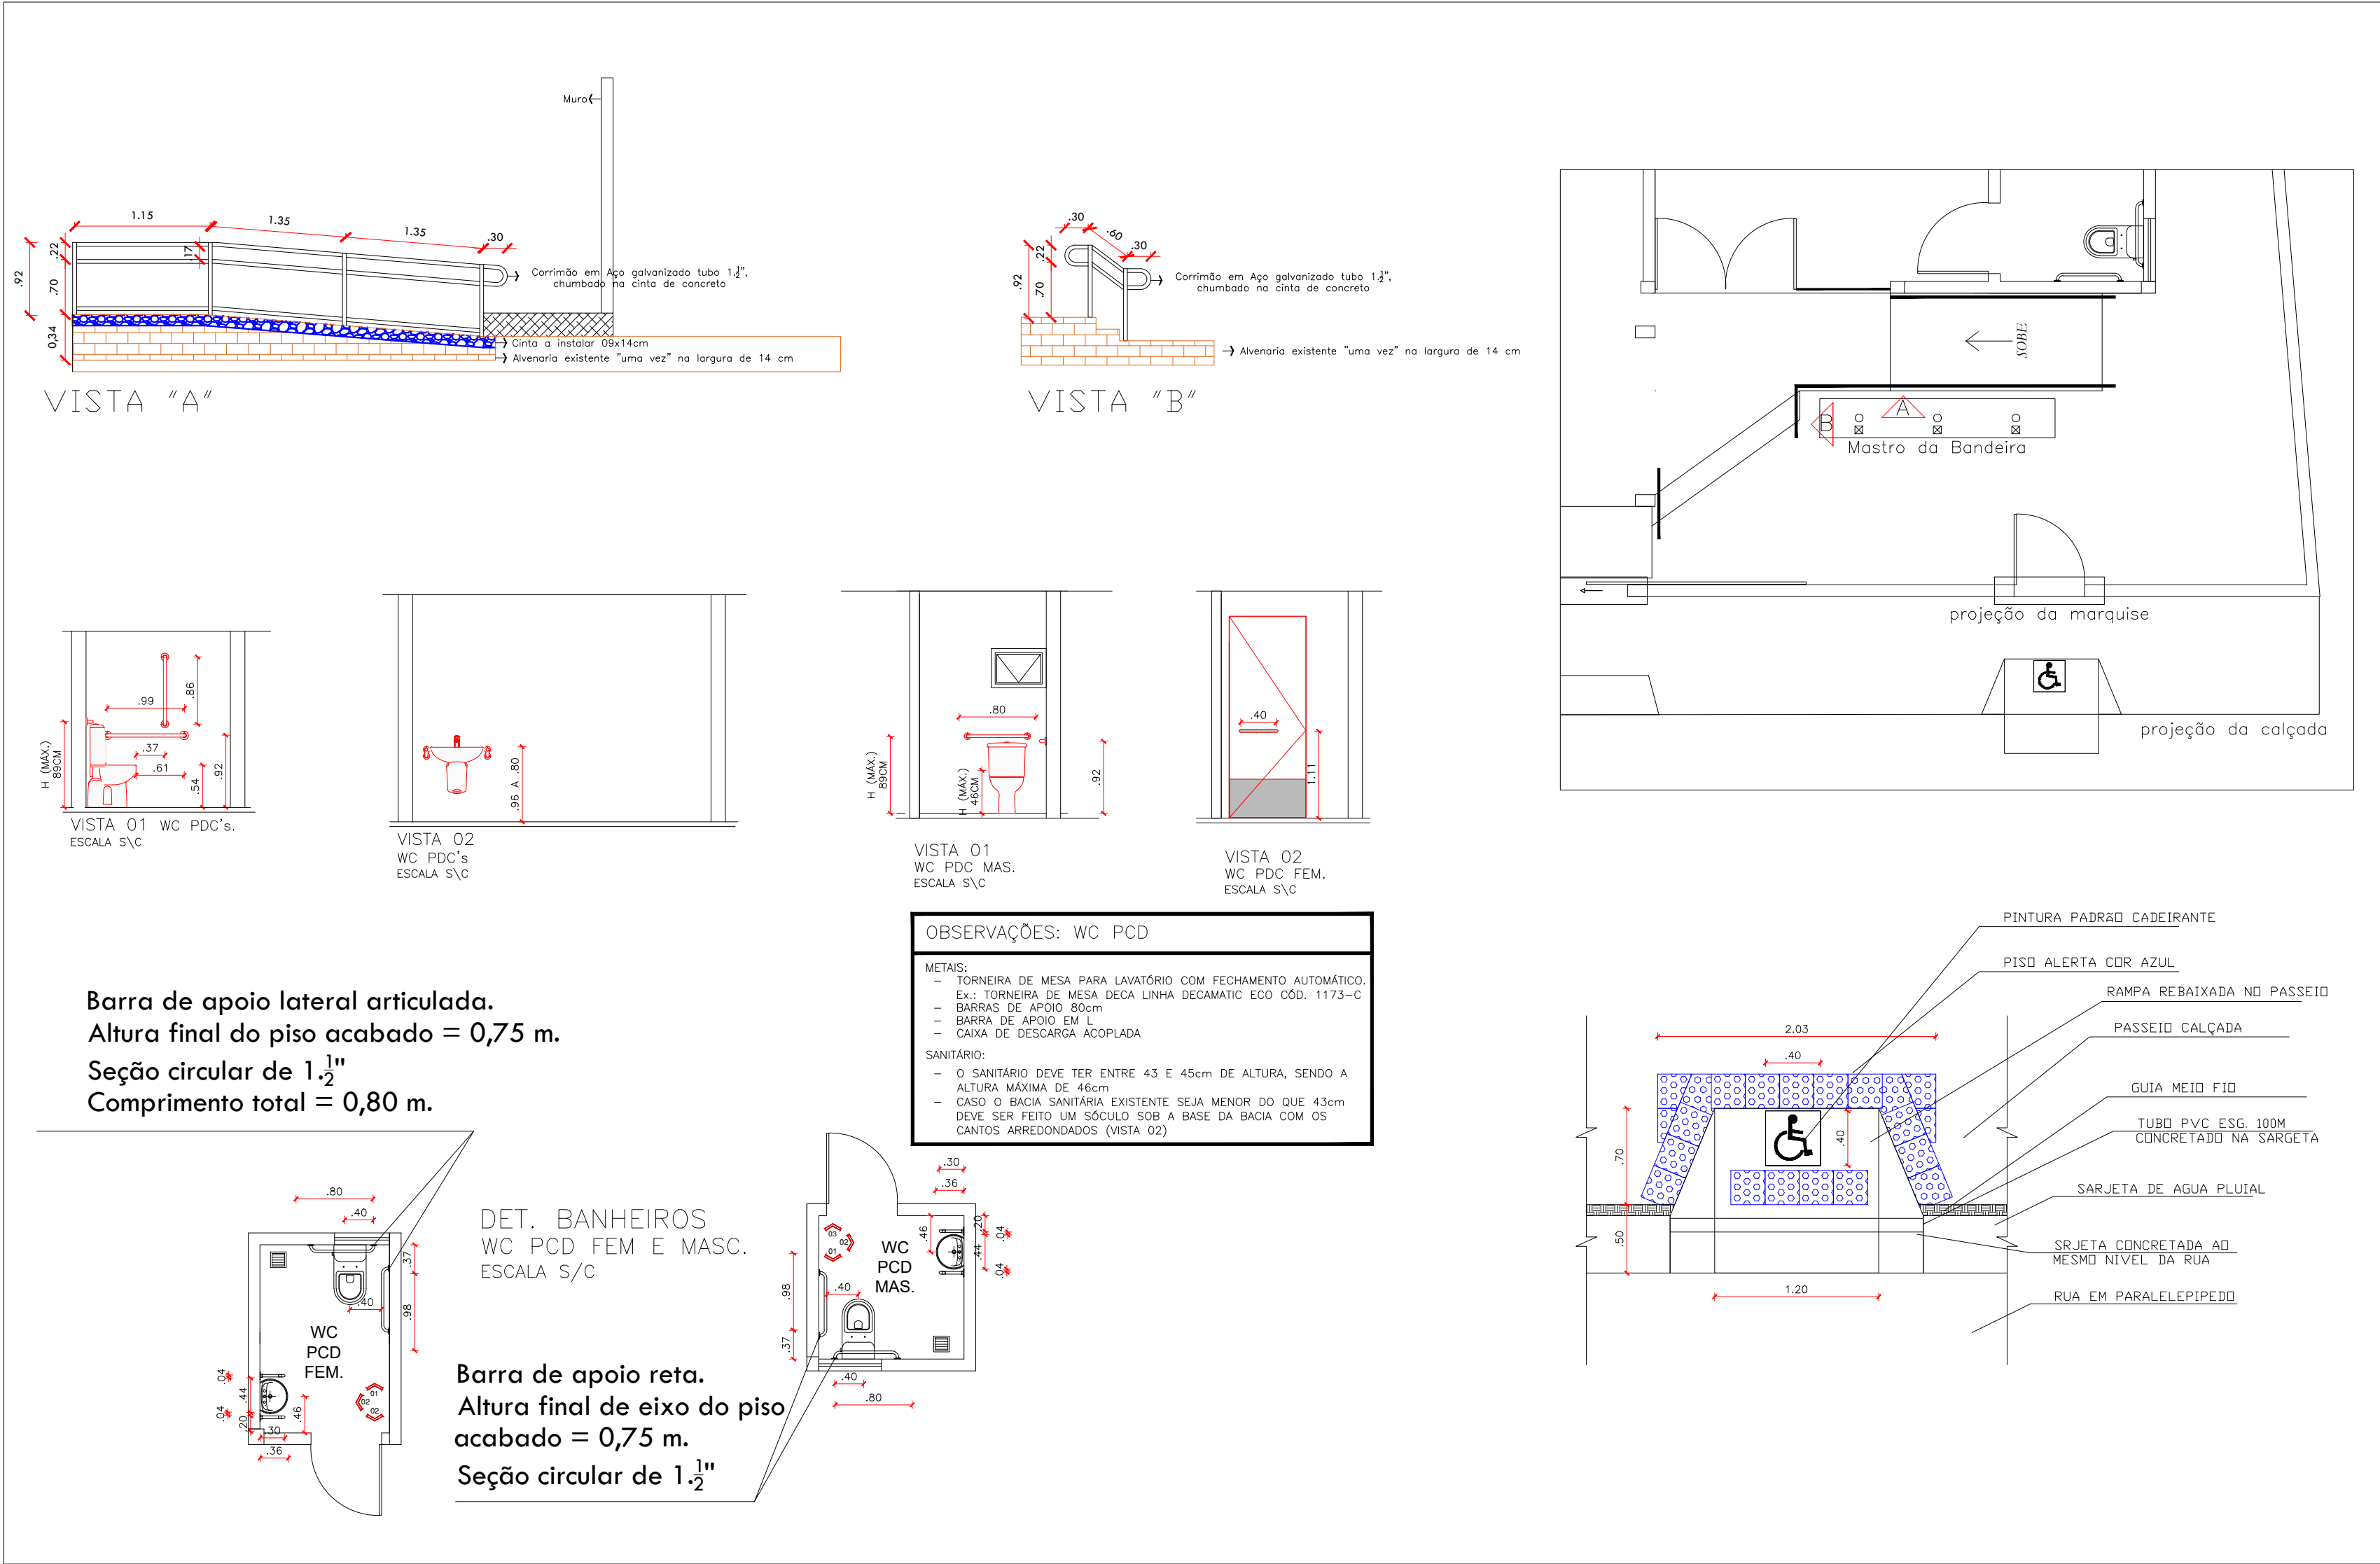 Muro
1.15
1.35
1.35
.30
.92
.22
.70
.17
0,34
Corrimão em Aço galvanizado tubo 1.½",
chumbado na cinta de concreto
Cinta a instalar 09x14cm
Alvenaria existente "uma vez" na largura de 14 cm
VISTA "A"
.30
.60
.30
.92
.22
.70
Corrimão em Aço galvanizado tubo 1.½",
chumbado na cinta de concreto
Alvenaria existente "uma vez" na largura de 14 cm
VISTA "B"
SOBE
A
B
Mastro da Bandeira
projeção da marquise
projeção da calçada
.99
.86
.37
.61
.54
.92
H (MÁX.)
89CM
VISTA 01 WC PDC's.
ESCALA S\C
.96 A .80
VISTA 02
WC PDC's
ESCALA S\C
.80
H (MÁX.)
89CM
H (MÁX.)
46CM
.92
VISTA 01
WC PDC MAS.
ESCALA S\C
.40
1.11
VISTA 02
WC PDC FEM.
ESCALA S\C
OBSERVAÇÕES: WC PCD
METAIS:
– TORNEIRA DE MESA PARA LAVATÓRIO COM FECHAMENTO AUTOMÁTICO.
Ex.: TORNEIRA DE MESA DECA LINHA DECAMATIC ECO CÓD. 1173–C
– BARRAS DE APOIO 80cm
– BARRA DE APOIO EM L
– CAIXA DE DESCARGA ACOPLADA
SANITÁRIO:
– O SANITÁRIO DEVE TER ENTRE 43 E 45cm DE ALTURA, SENDO A
ALTURA MÁXIMA DE 46cm
– CASO O BACIA SANITÁRIA EXISTENTE SEJA MENOR DO QUE 43cm
DEVE SER FEITO UM SÓCULO SOB A BASE DA BACIA COM OS
CANTOS ARREDONDADOS (VISTA 02)
Barra de apoio lateral articulada.
Altura final do piso acabado = 0,75 m.
Seção circular de 1.½"
Comprimento total = 0,80 m.
.80
.40
.37
.40
.98
WC
PCD
FEM.
.04
.44
.04
.20
.46
.30
.36
01
02
02
DET. BANHEIROS
WC PCD FEM E MASC.
ESCALA S/C
.30
.36
.46
.20
.04
.44
.04
03
02
01
WC
PCD
MAS.
.98
.40
.37
.40
.80
Barra de apoio reta.
Altura final de eixo do piso
acabado = 0,75 m.
Seção circular de 1.½"
PINTURA PADRÃO CADEIRANTE
PISO ALERTA COR AZUL
RAMPA REBAIXADA NO PASSEIO
PASSEIO CALÇADA
GUIA MEIO FIO
TUBO PVC ESG. 100M
CONCRETADO NA SARGETA
SARJETA DE AGUA PLUIAL
SRJETA CONCRETADA AO
MESMO NIVEL DA RUA
RUA EM PARALELEPIPEDO
2.03
.40
.40
.70
.50
1.20